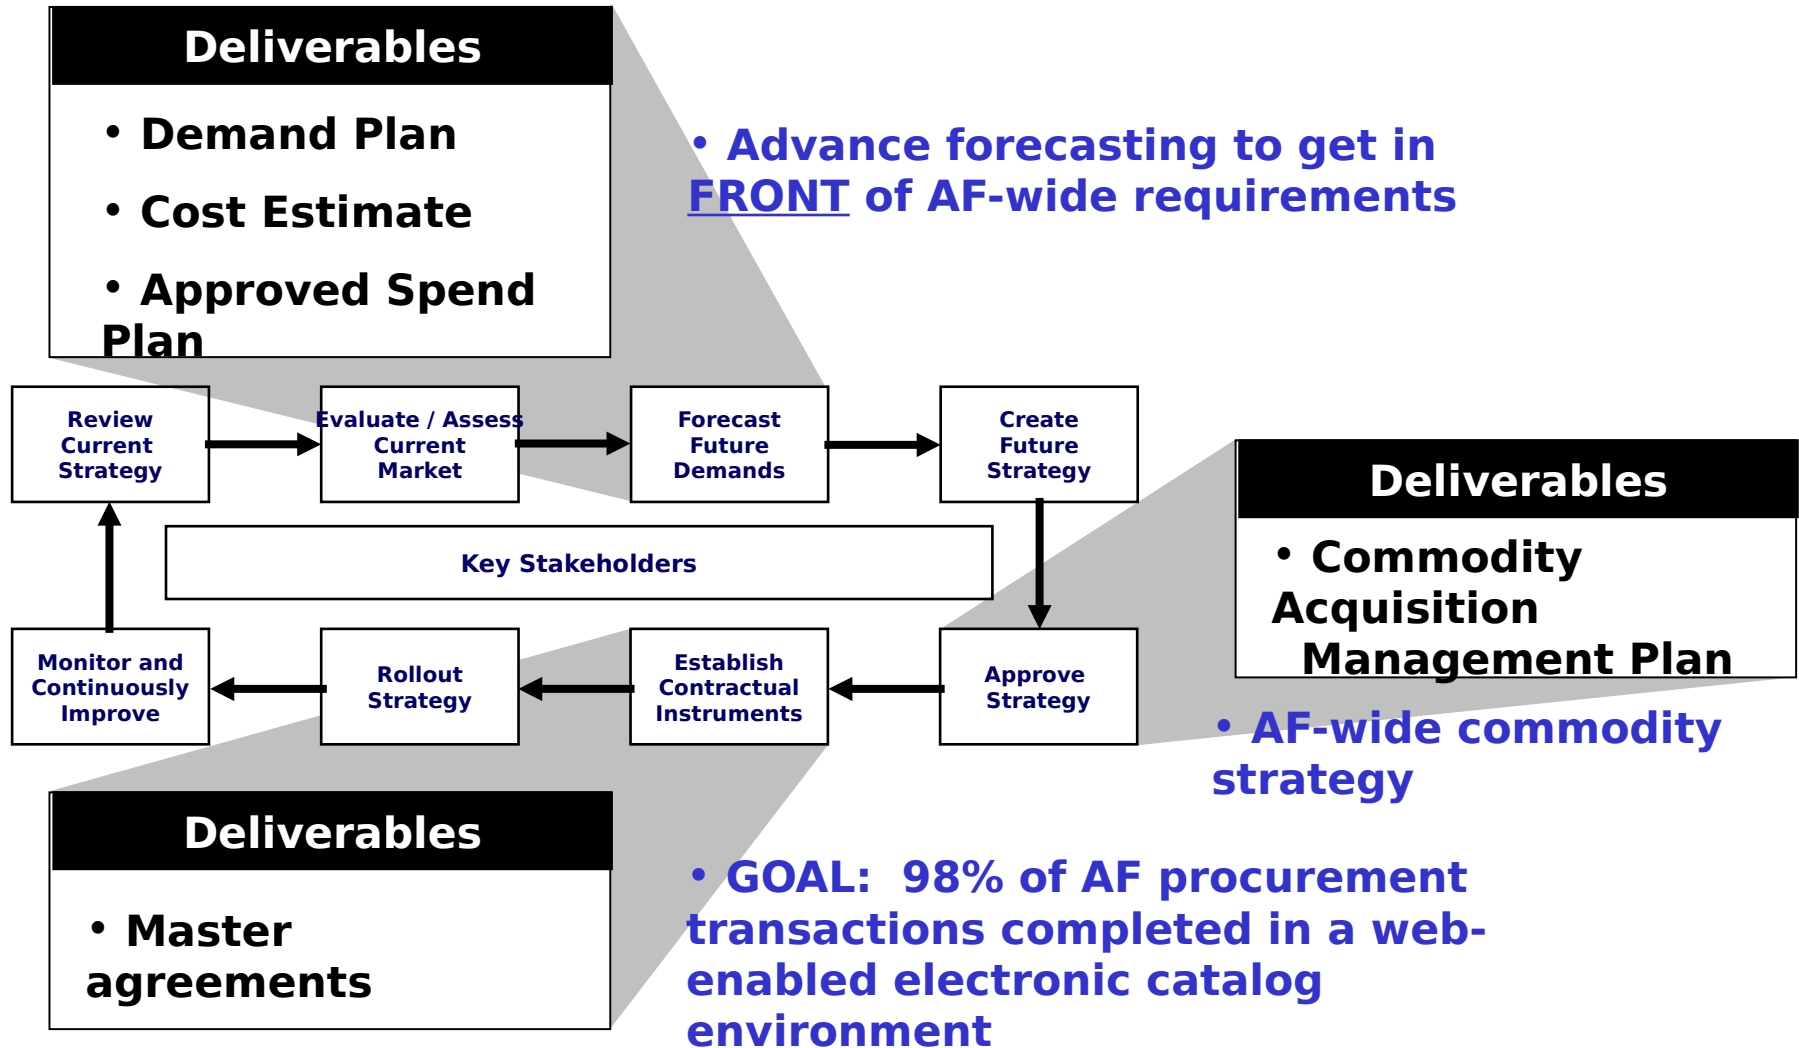 Deliverables
• Demand Plan
• Cost Estimate
• Approved Spend
Plan
• Advance forecasting to get in
FRONT of AF-wide requirements
Review
Current
Strategy
Evaluate / Assess
Current
Market
Forecast
Future
Demands
Create
Future
Strategy
Key Stakeholders
Deliverables
• Commodity
Acquisition
Management Plan
Monitor and
Continuously
Improve
Rollout
Strategy
Establish
Contractual
Instruments
Approve
Strategy
• AF-wide commodity
strategy
Deliverables
• Master
agreements
• GOAL:  98% of AF procurement
transactions completed in a web-
enabled electronic catalog
environment